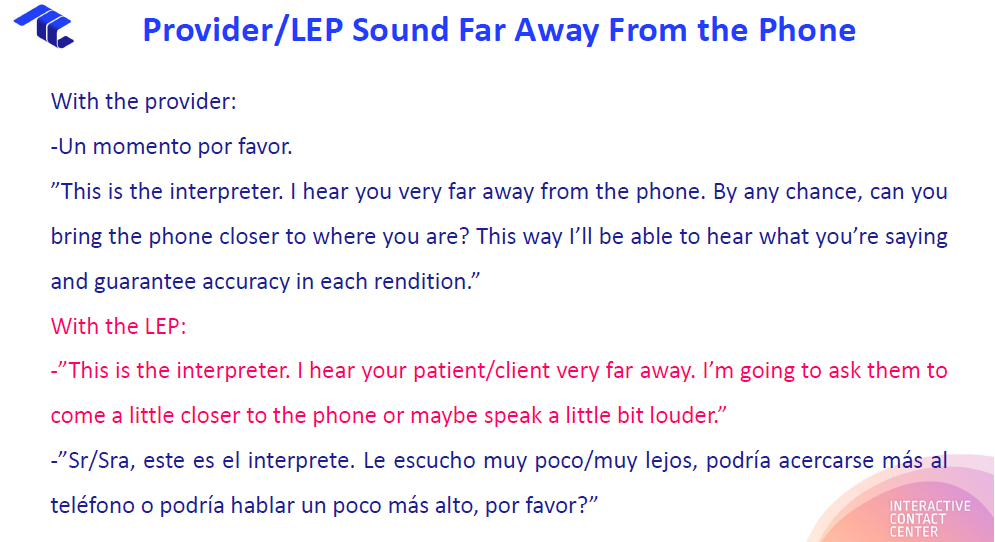 Provider/LEP Sound Far Away From the Phone
With the provider:
-Un momento por favor.
”This is the interpreter. I hear you very far away from the phone. By any chance, can you
bring the phone closer to where you are? This way I’ll be able to hear what you’re saying
and guarantee accuracy in each rendition.”
With the LEP:
-”This is the interpreter. I hear your patient/client very far away. I’m going to ask them to
come a little closer to the phone or maybe speak a little bit louder.”
-”Sr/Sra, este es el interprete. Le escucho muy poco/muy lejos, podría acercarse más al
teléfono o podría hablar un poco más alto, por favor?”
INTERACTIVE
CONTACT
CENTER